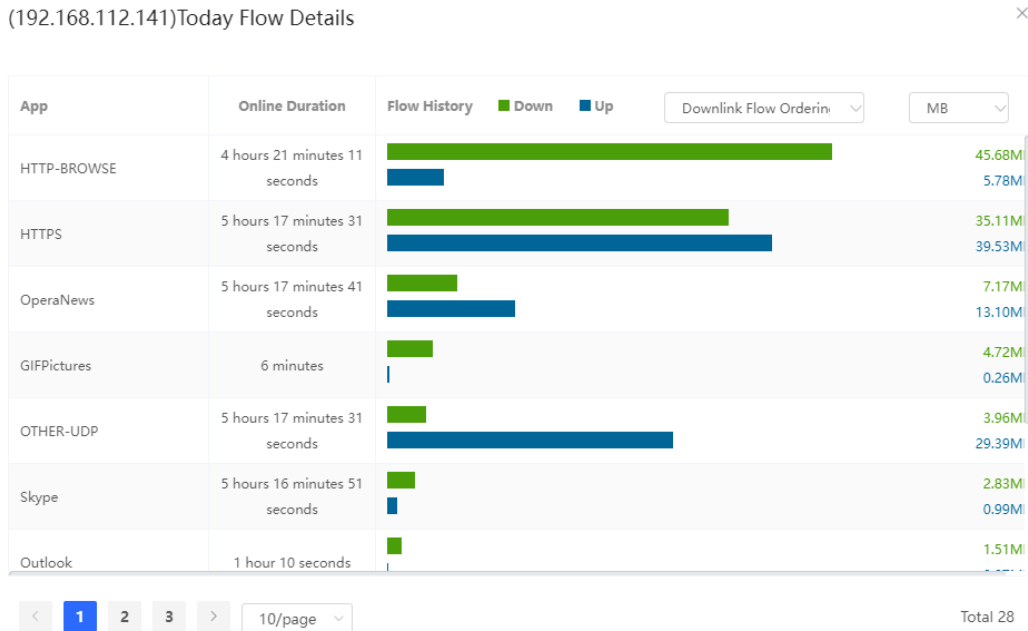 (192.168.112.141)Today Flow Details
App
Online Duration
Flow History
Down
Up
Downlink Flow Orderin
MB
HTTP-BROWSE
4 hours 21 minutes 11
seconds
45.68M
5.78M
HTTPS
5 hours 17 minutes 31
seconds
35.11M
39.53M
OperaNews
5 hours 17 minutes 41
seconds
7.17M
13.10M
GIFPictures
6 minutes
4.72M
0.26M
OTHER-UDP
5 hours 17 minutes 31
seconds
3.96M
29.39M
Skype
5 hours 16 minutes 51
seconds
2.83M
0.99M
Outlook
1 hour 10 seconds
1.51M
1
2
3
10/page
Total 28